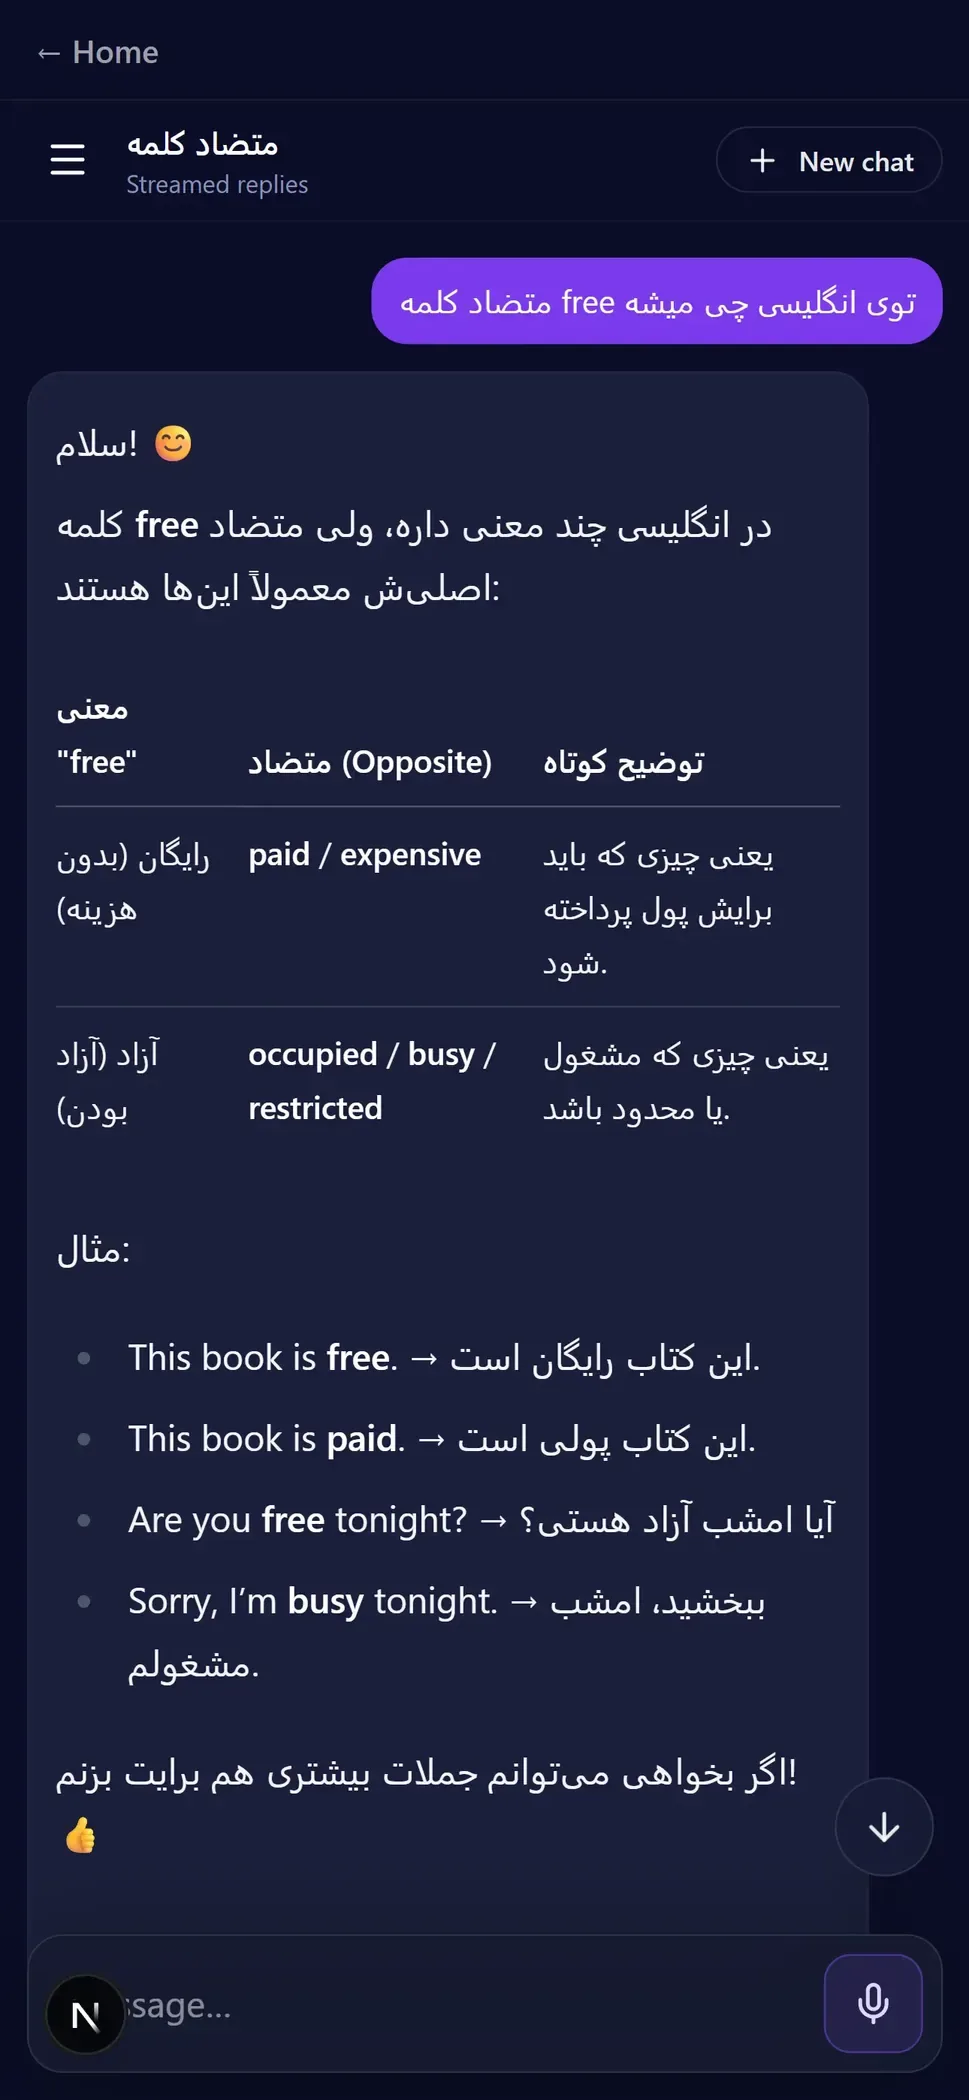 ← Home
متضاد کلمه
Streamed replies
+ New chat
متضاد کلمه free توی انگلیسی چی میشه
سلام! 😊
کلمه free در انگلیسی چند معنی داره، ولی متضاد
اصلی‌ش معمولاً این‌ها هستند:
معنی
"free"
متضاد (Opposite)
توضیح کوتاه
رایگان (بدون
هزینه)
paid / expensive
یعنی چیزی که باید
برایش پول پرداخته
شود.
آزاد (آزاد
بودن)
occupied / busy /
restricted
یعنی چیزی که مشغول
یا محدود باشد.
مثال:
This book is free. → این کتاب رایگان است.
This book is paid. → این کتاب پولی است.
Are you free tonight? → آیا امشب آزاد هستی؟
Sorry, I’m busy tonight. → ببخشید، امشب
مشغولم.
اگر بخواهی می‌توانم جملات بیشتری هم برایت بزنم!
👍
N
ssage...